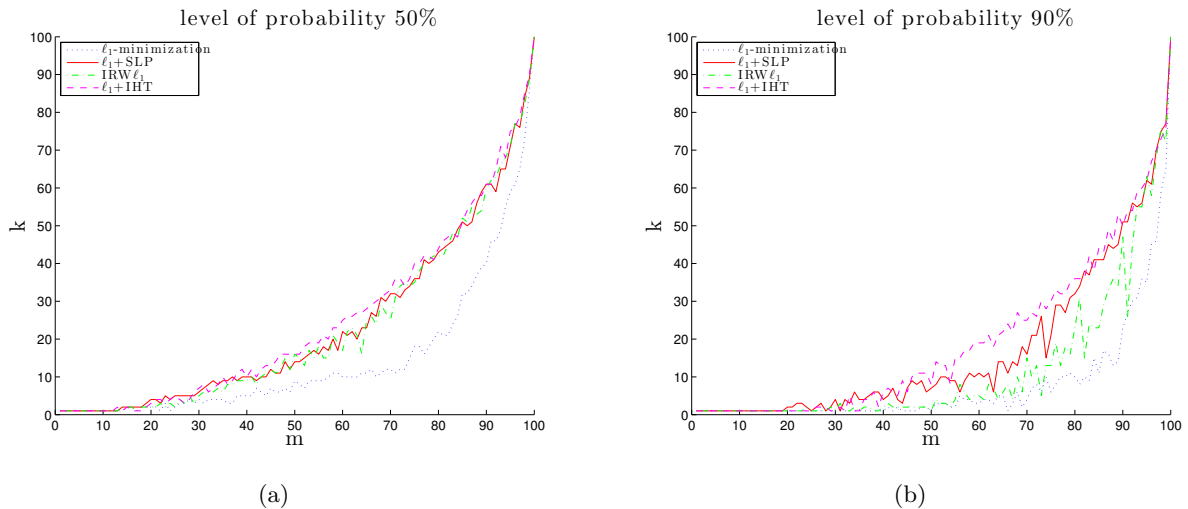 level of probability 50%
100
90
80
70
60
50
40
30
20
10
0
k
ℓ₁-minimization
ℓ₁+SLP
IRWℓ₁
ℓ₁+IHT
0 10 20 30 40 50 60 70 80 90 100
m
(a)
level of probability 90%
100
90
80
70
60
50
40
30
20
10
0
k
ℓ₁-minimization
ℓ₁+SLP
IRWℓ₁
ℓ₁+IHT
0 10 20 30 40 50 60 70 80 90 100
m
(b)